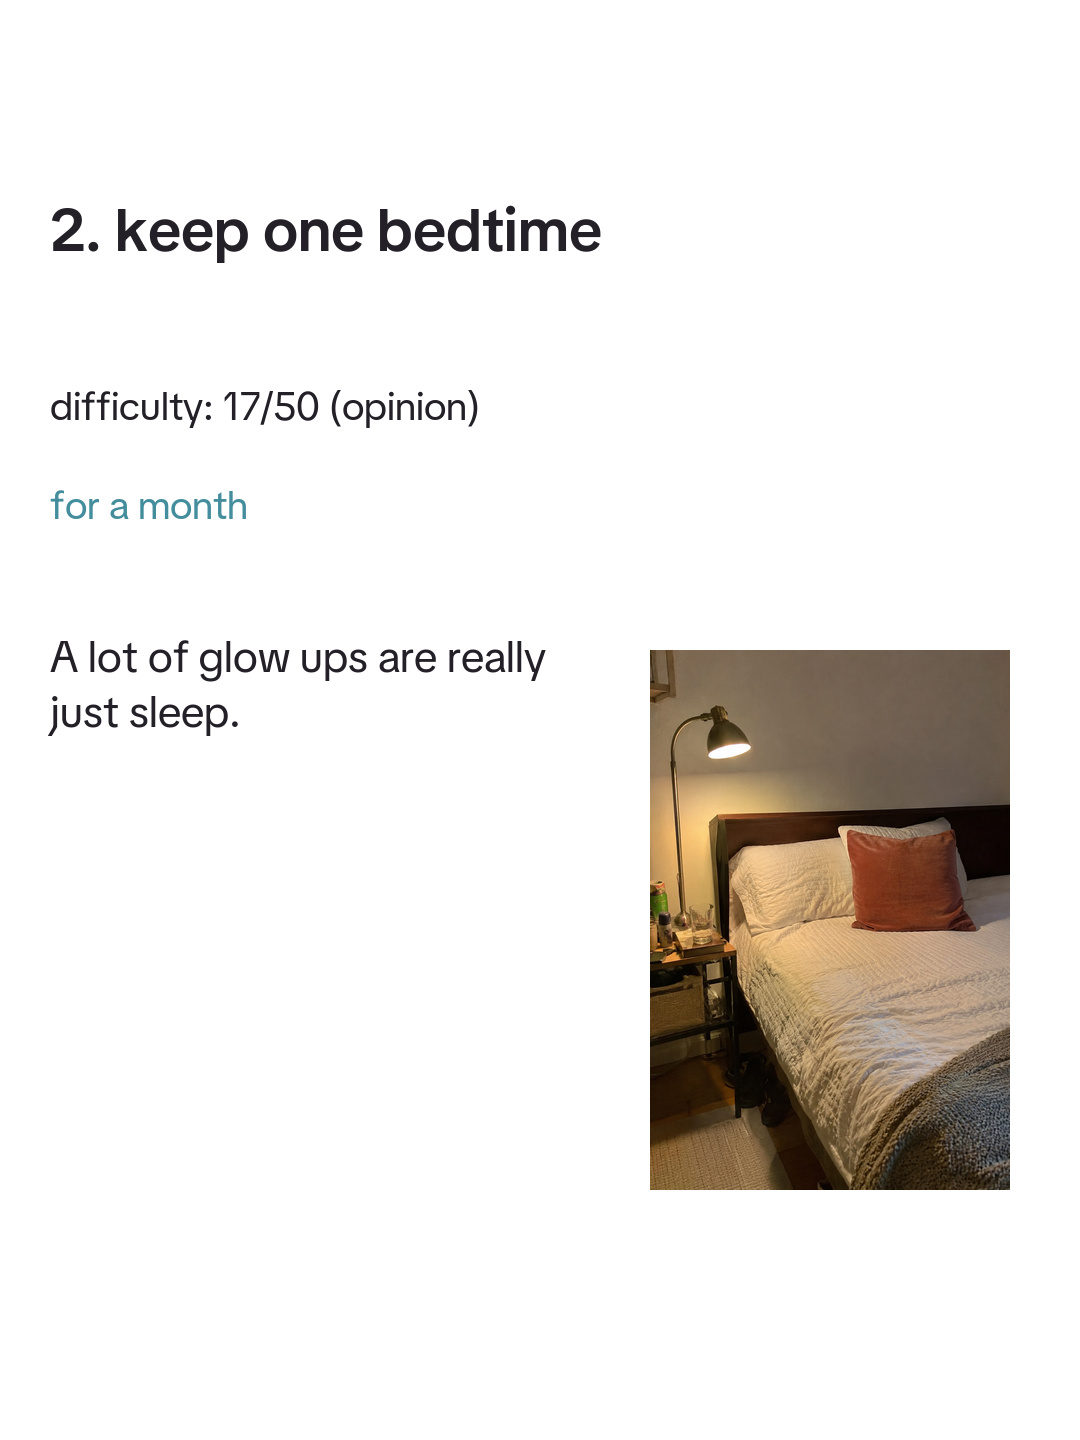 2. keep one bedtime
difficulty: 17/50 (opinion)
for a month
A lot of glow ups are really
just sleep.